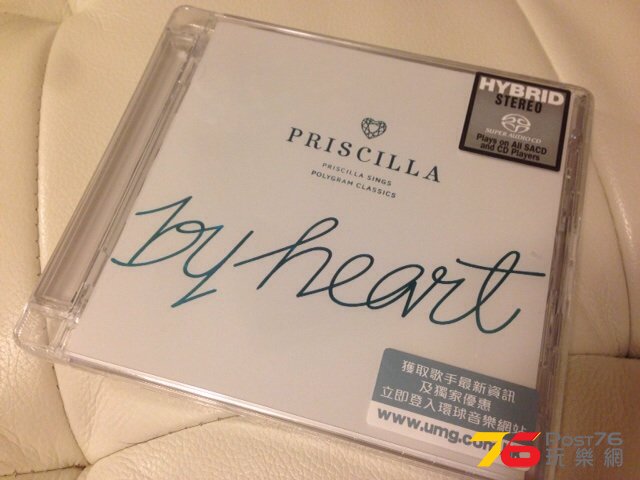 HYBRID
STEREO
SUPER AUDIO CD
Plays on All SACD
and CD Players
PRISCILLA
PRISCILLA SINGS
POLYGRAM CLASSICS
by heart
獲取歌手最新資訊
及獨家優惠
立即登入環球音樂網站
www.umg.com
76 Post76
玩樂網